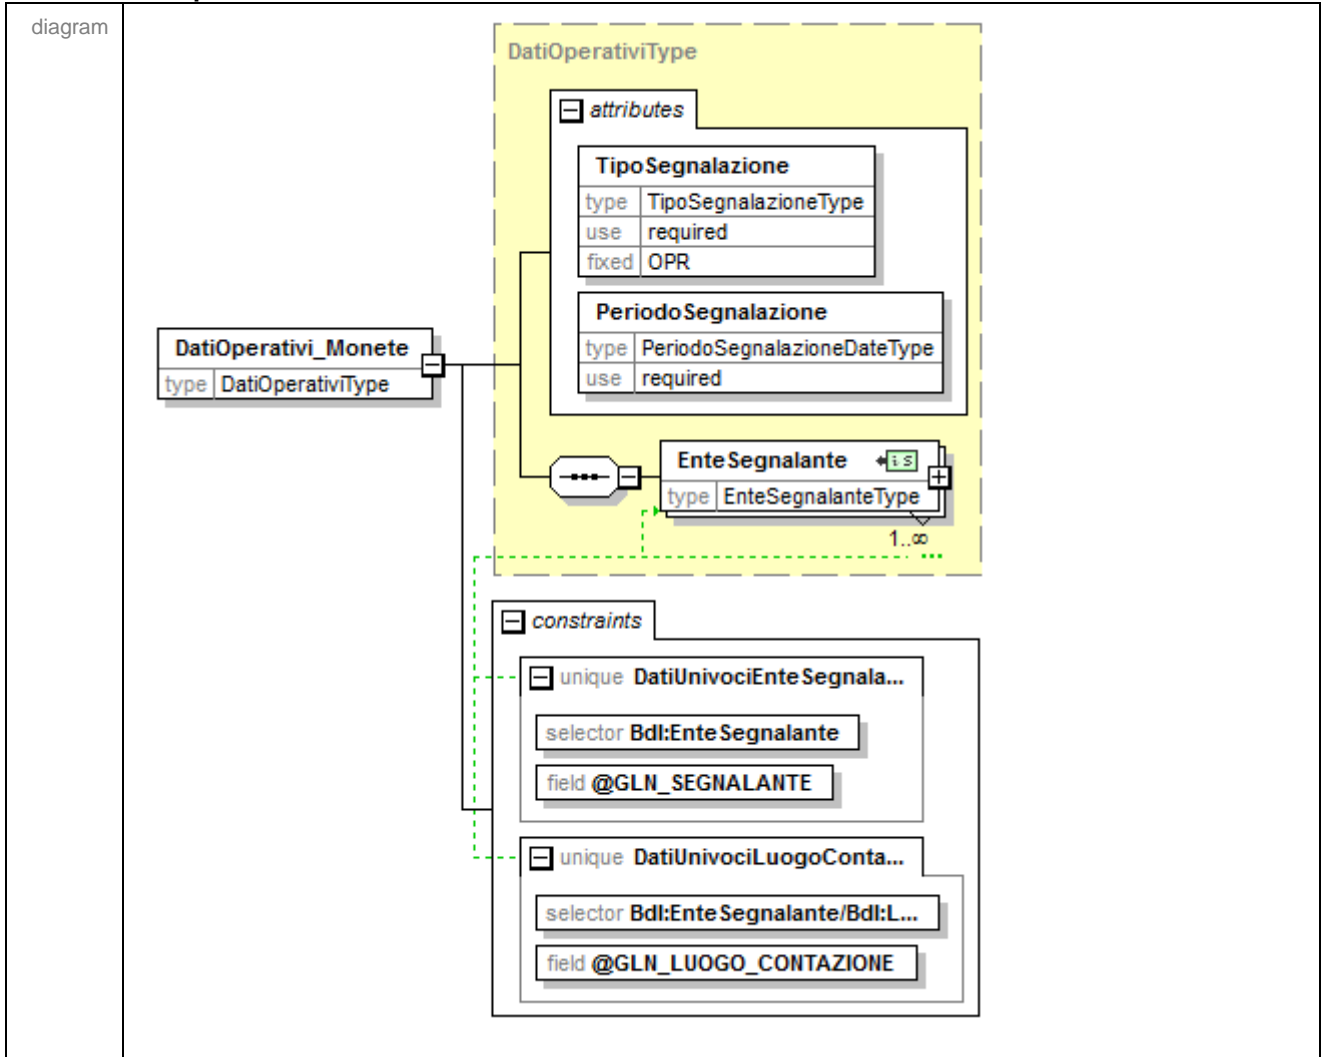 diagram
DatiOperativiType
attributes
TipoSegnalazione
type TipoSegnalazioneType
use required
fixed OPR
PeriodoSegnalazione
type PeriodoSegnalazioneDateType
use required
DatiOperativi_Monete
type DatiOperativiType
EnteSegnalante
type EnteSegnalanteType
1..∞
constraints
unique DatiUnivociEnteSegnala...
selector BdI:EnteSegnalante
field @GLN_SEGNALANTE
unique DatiUnivociLuogoConta...
selector BdI:EnteSegnalante/BdI:L...
field @GLN_LUOGO_CONTAZIONE